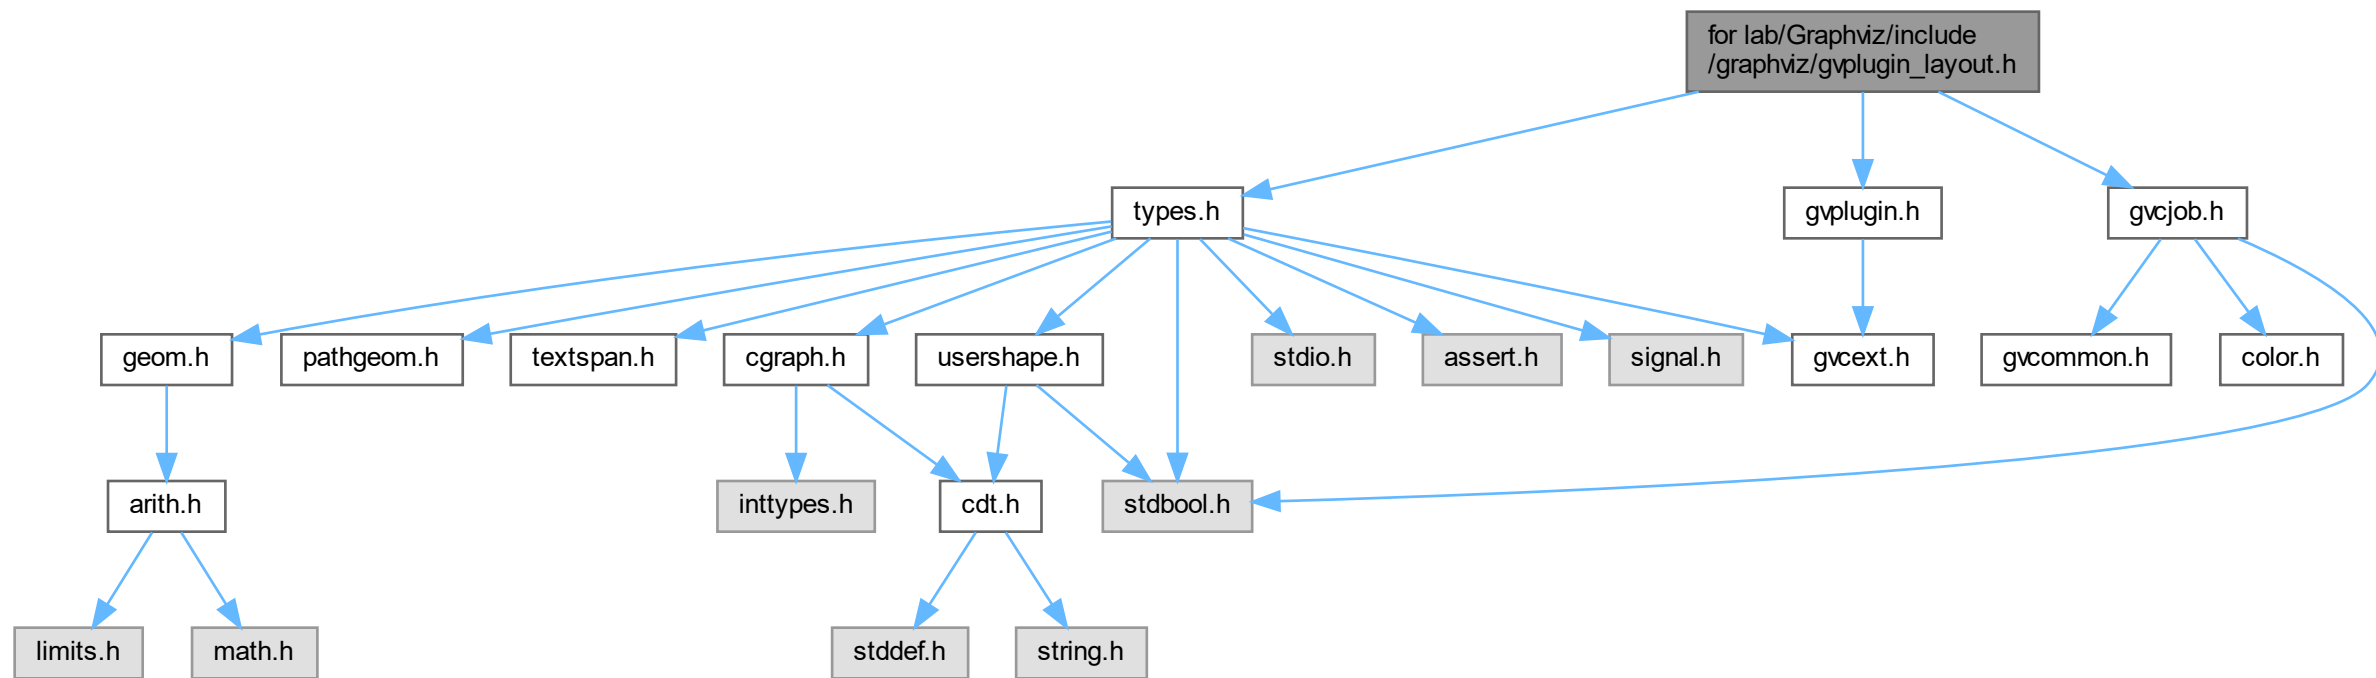 for lab/Graphviz/include
/graphviz/gvplugin_layout.h
types.h
gvplugin.h
gvcjob.h
geom.h
pathgeom.h
textspan.h
cgraph.h
usershape.h
stdio.h
assert.h
signal.h
gvcext.h
gvcommon.h
color.h
arith.h
inttypes.h
cdt.h
stdbool.h
limits.h
math.h
stddef.h
string.h